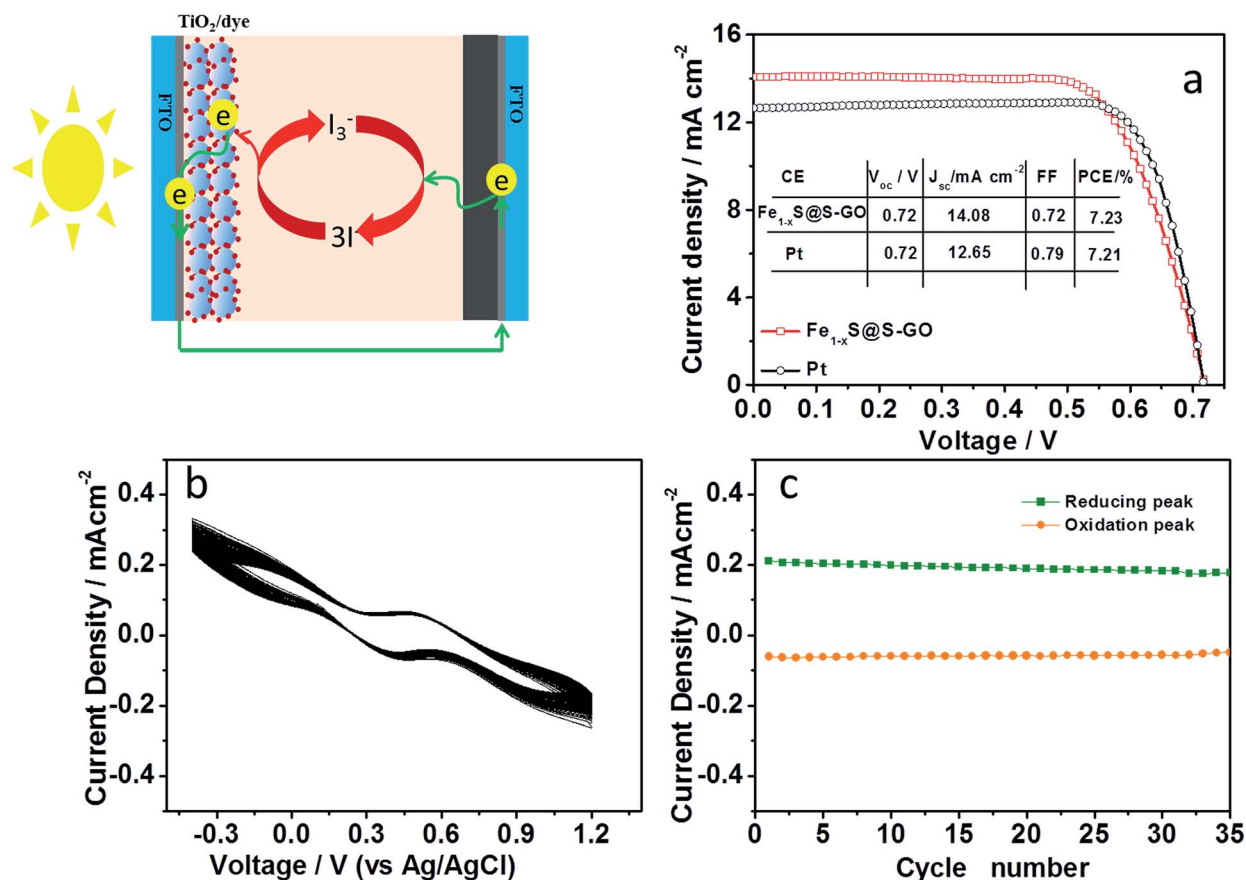 TiO₂/dye
FTO
e
e
I₃⁻
3I⁻
e
FTO
a
Current density / mA cm⁻²
16
12
8
4
0
CE V_oc / V J_sc/mA cm⁻² FF PCE/%
Fe₁₋ₓS@S-GO 0.72 14.08 0.72 7.23
Pt 0.72 12.65 0.79 7.21
Fe₁₋ₓS@S-GO
Pt
0.0 0.1 0.2 0.3 0.4 0.5 0.6 0.7
Voltage / V
b
Current Density / mAcm⁻²
0.4
0.2
0.0
-0.2
-0.4
-0.3 0.0 0.3 0.6 0.9 1.2
Voltage / V (vs Ag/AgCl)
c
Current Density / mAcm⁻²
0.4
0.2
0.0
-0.2
-0.4
Reducing peak
Oxidation peak
0 5 10 15 20 25 30 35
Cycle number